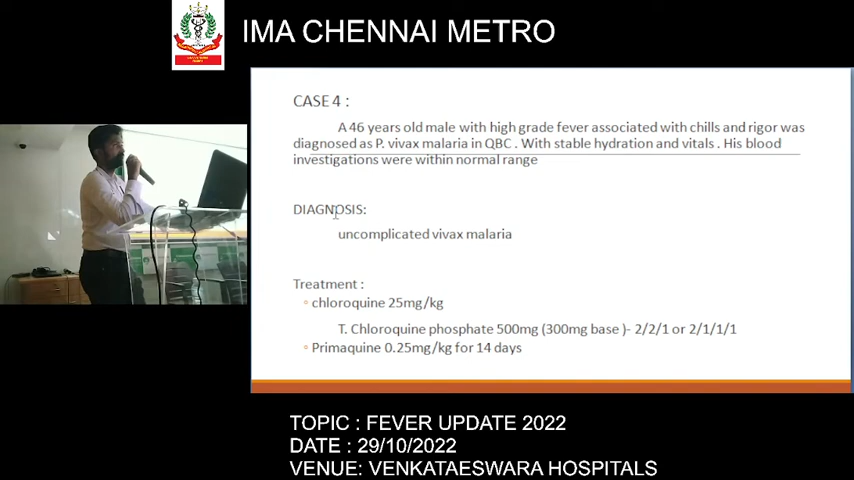 IMA CHENNAI METRO
CASE 4 :
A 46 years old male with high grade fever associated with chills and rigor was
diagnosed as P. vivax malaria in QBC . With stable hydration and vitals . His blood
investigations were within normal range
DIAGNOSIS:
uncomplicated vivax malaria
Treatment :
◦ chloroquine 25mg/kg
T. Chloroquine phosphate 500mg (300mg base )- 2/2/1 or 2/1/1/1
◦ Primaquine 0.25mg/kg for 14 days
TOPIC : FEVER UPDATE 2022
DATE : 29/10/2022
VENUE: VENKATAESWARA HOSPITALS